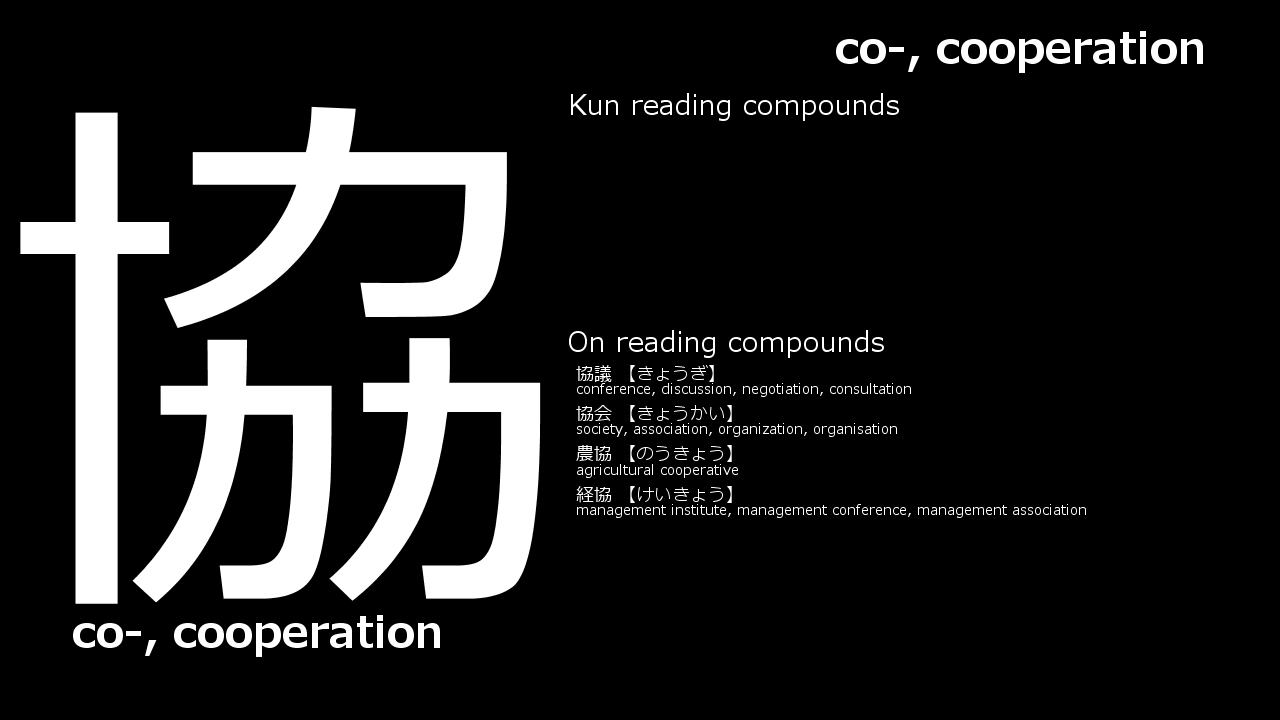 co-, cooperation
協
Kun reading compounds
On reading compounds
協議 【きょうぎ】
conference, discussion, negotiation, consultation
協会 【きょうかい】
society, association, organization, organisation
農協 【のうきょう】
agricultural cooperative
経協 【けいきょう】
management institute, management conference, management association
co-, cooperation